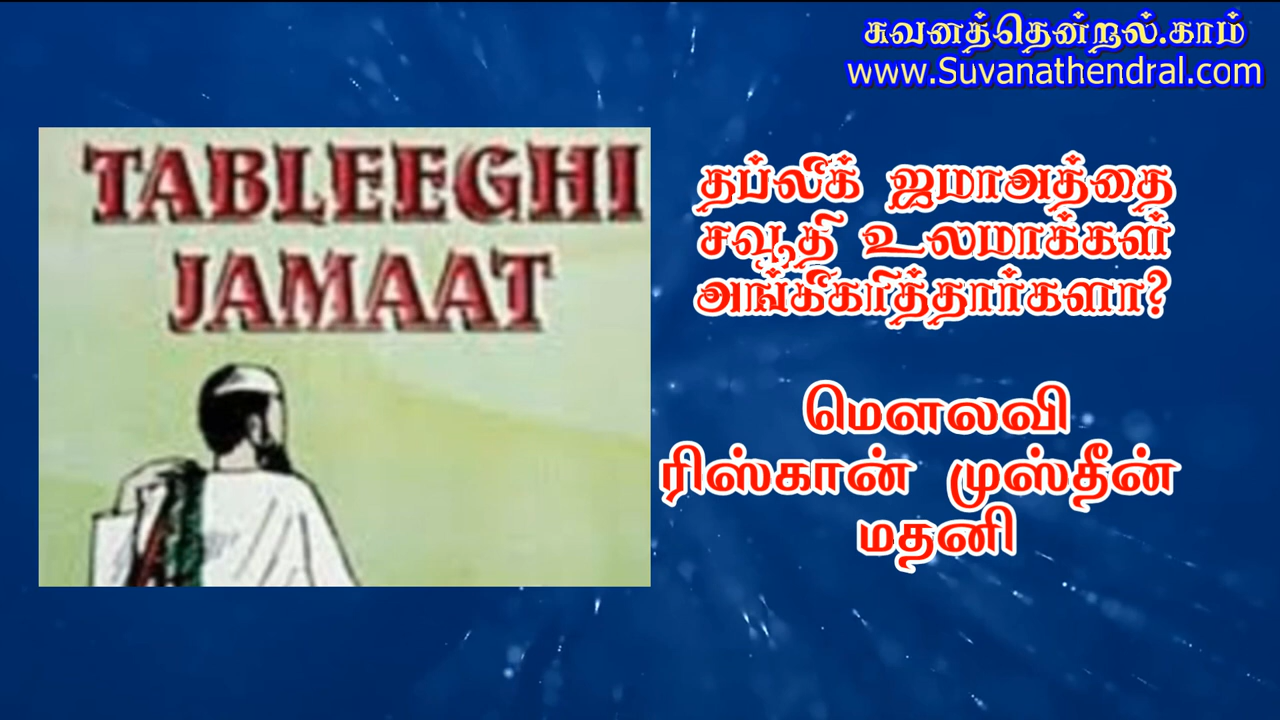 சுவனத்தென்றல்.காம்
www.Suvanathendral.com
TABLEEGHI
JAMAAT
தப்லீக் ஜமாஅத்தை
சவூதி உலமாக்கள்
அங்கீகரித்தார்களா?
மௌலவி
ரிஸ்கான் முஸ்தீன்
மதனி